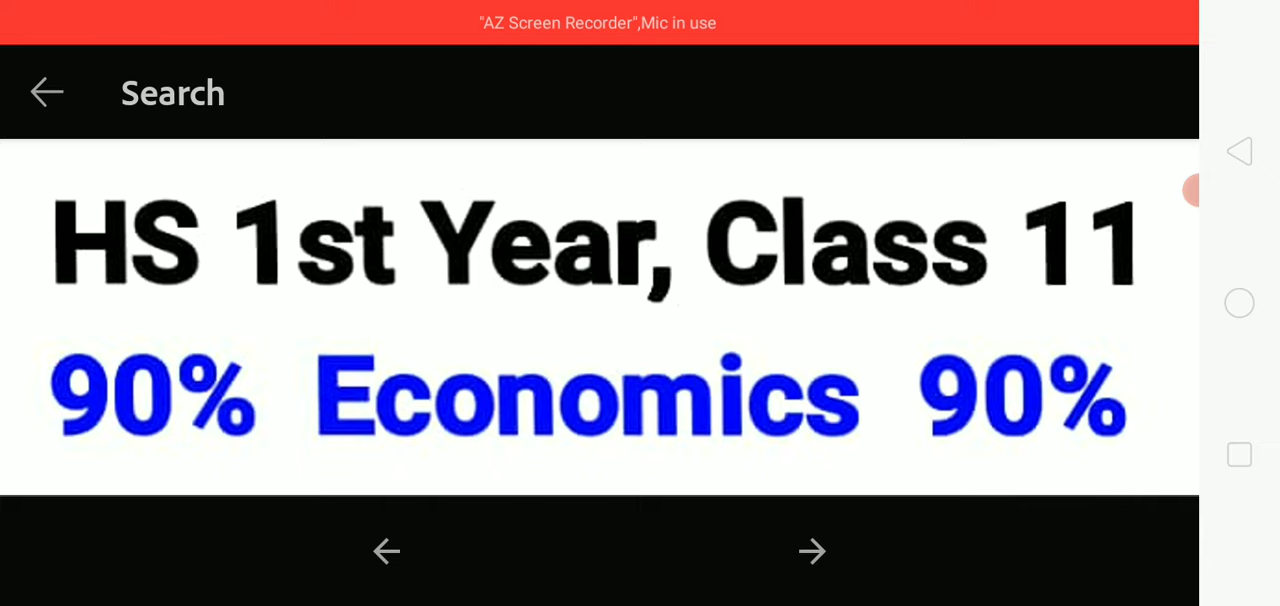 "AZ Screen Recorder",Mic in use
Search
HS 1st Year, Class 11
90% Economics 90%